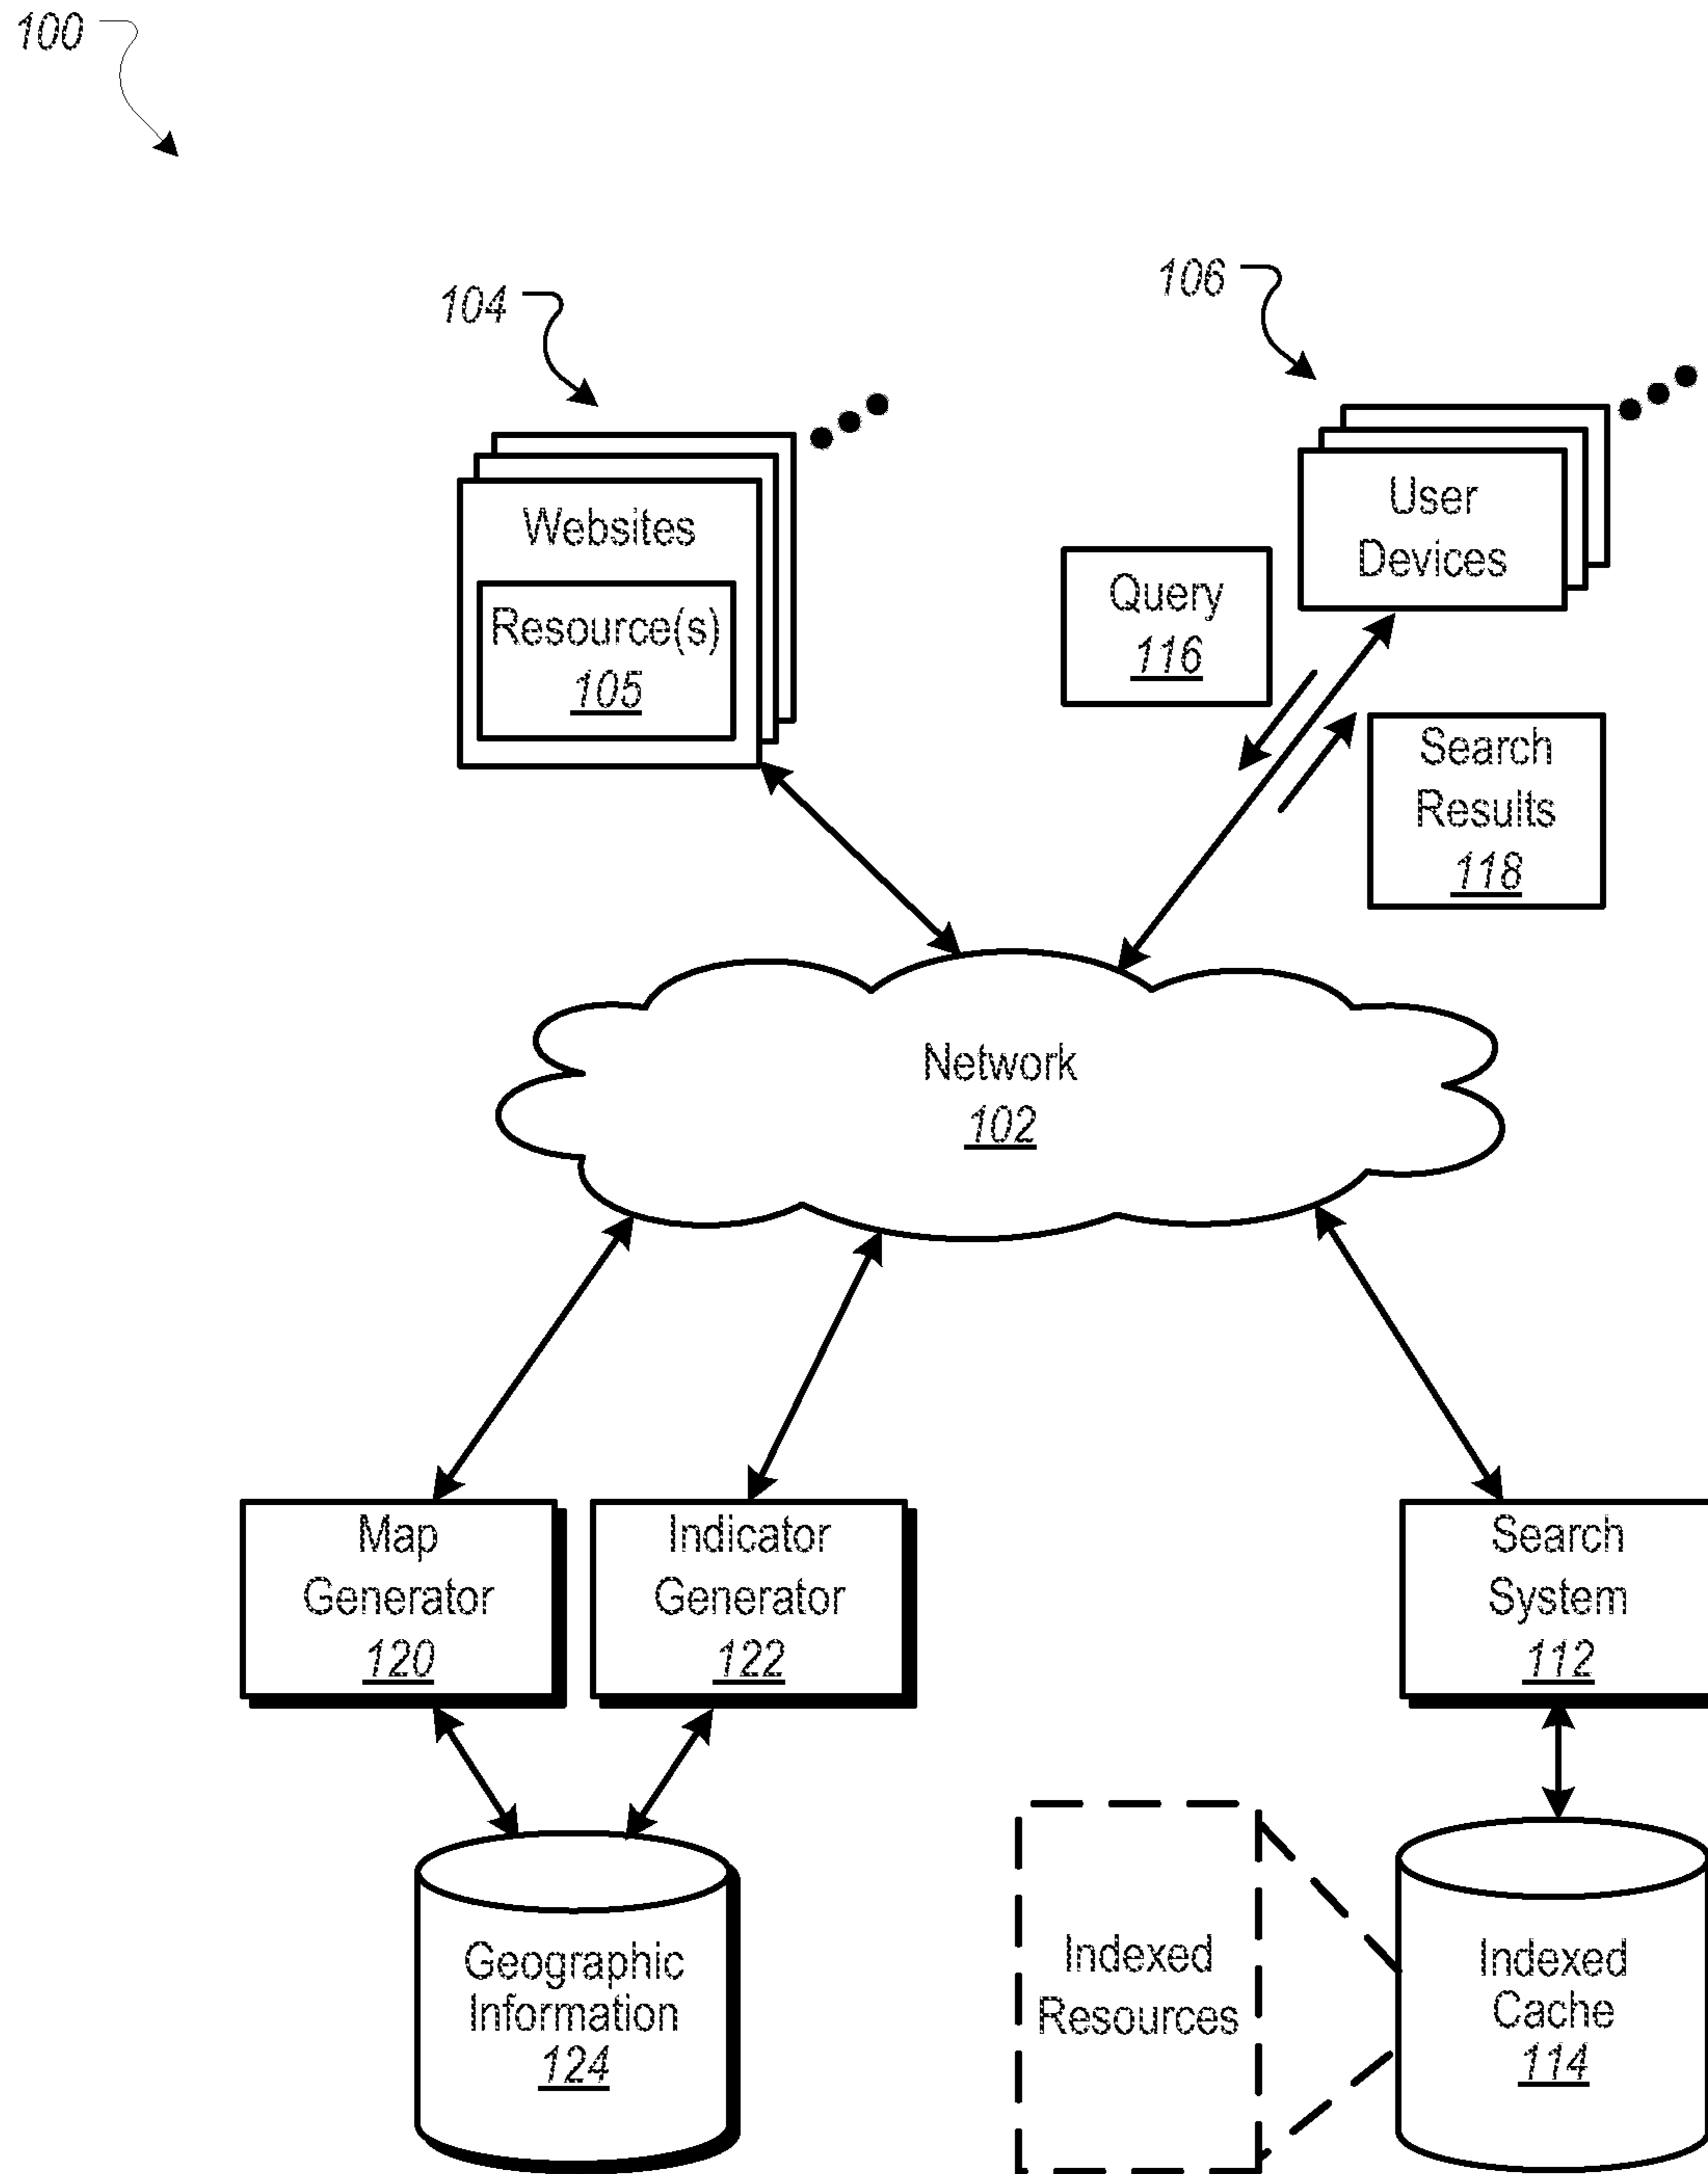 100
104
106
Websites
Resource(s)
105
User
Devices
Query
116
Search
Results
118
Network
102
Map
Generator
120
Indicator
Generator
122
Search
System
112
Geographic
Information
124
Indexed
Resources
Indexed
Cache
114